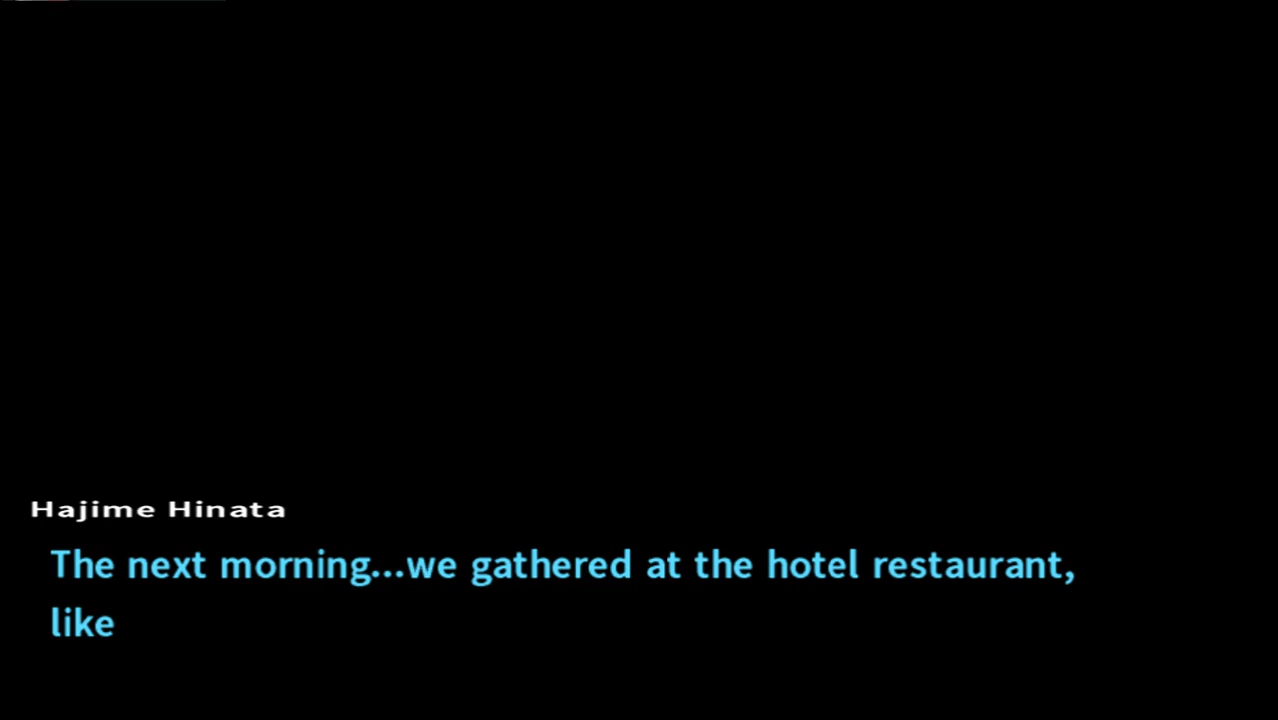 Hajime Hinata
The next morning...we gathered at the hotel restaurant,
like